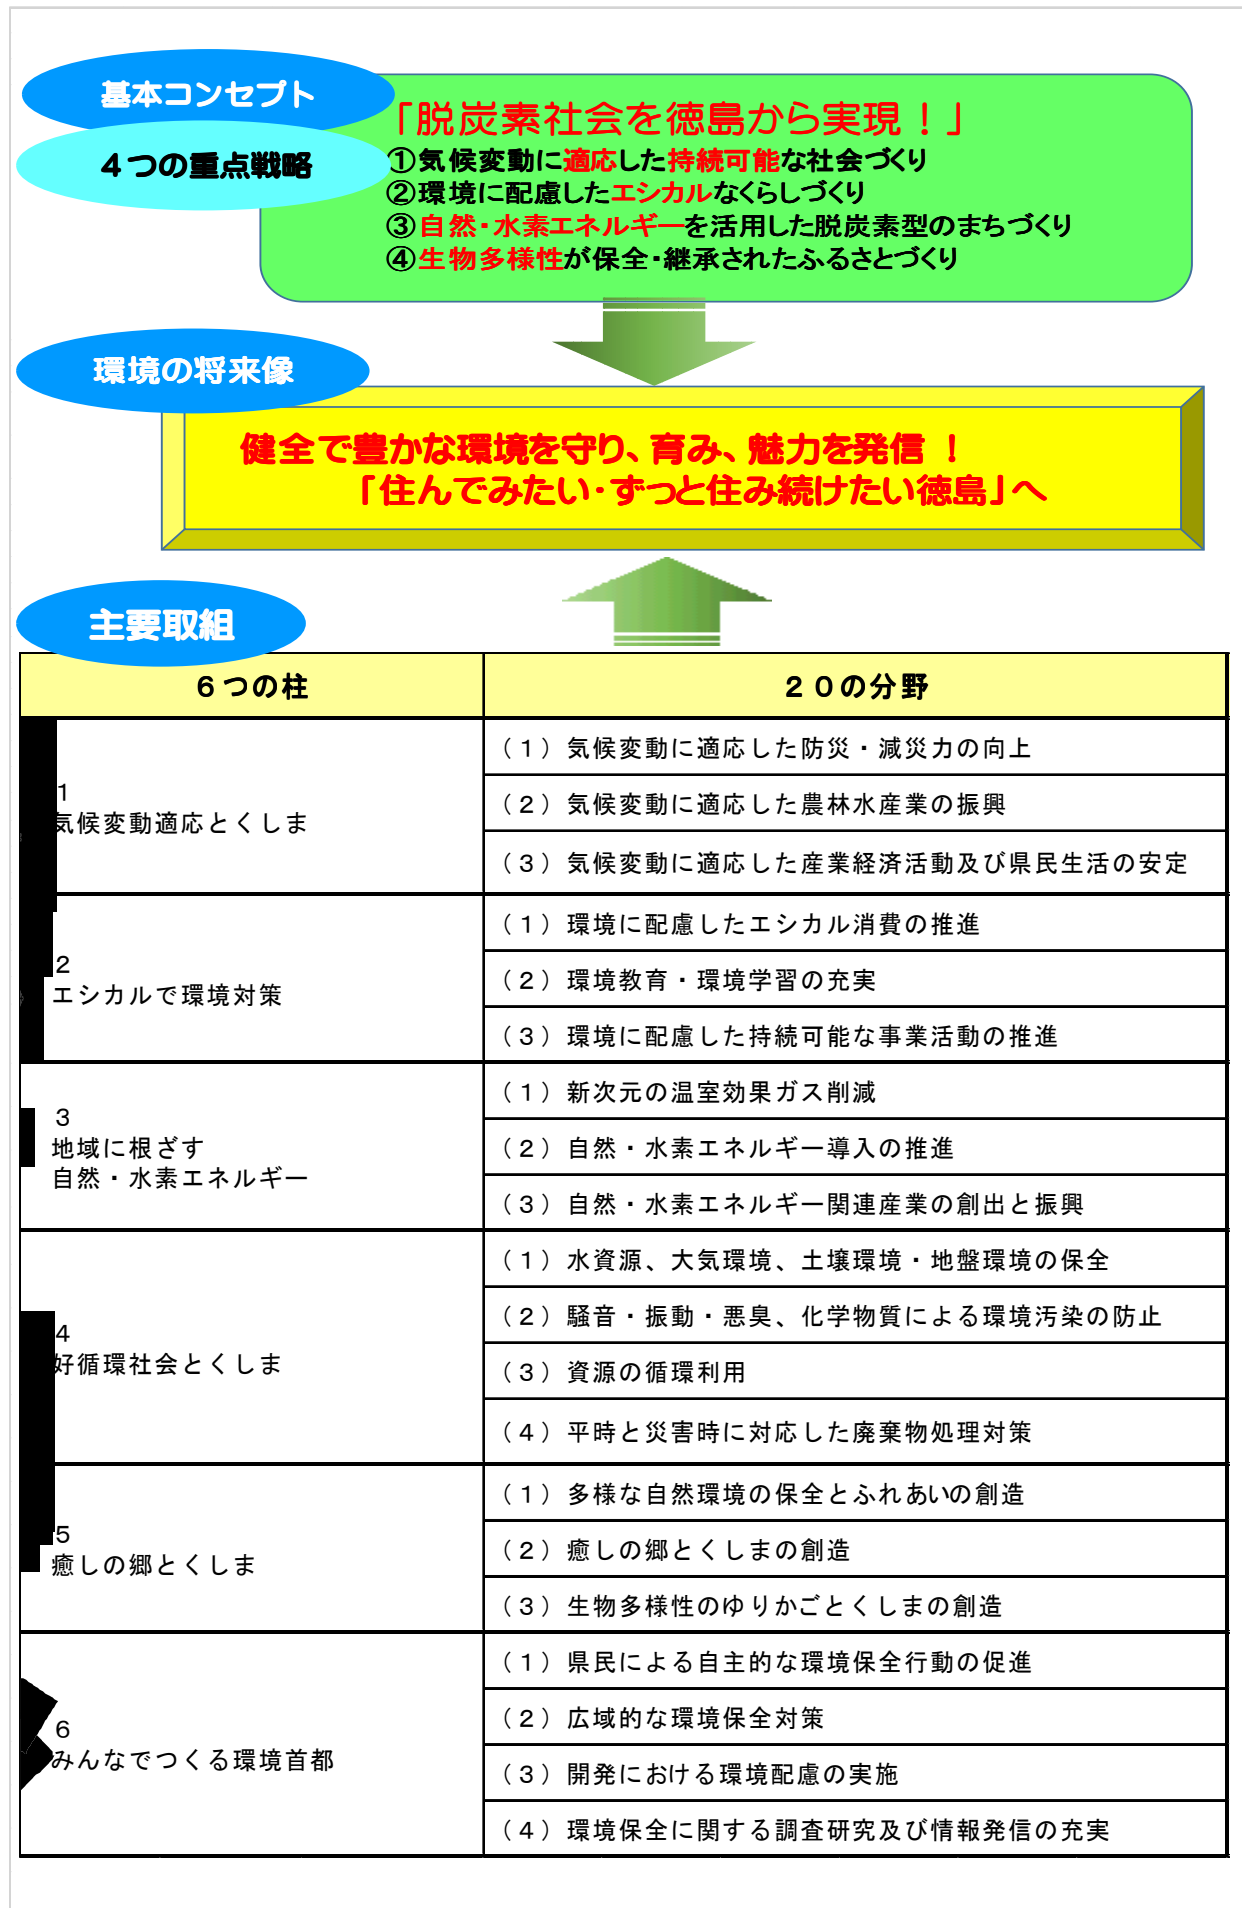 基本コンセプト
「脱炭素社会を徳島から実現！」
4つの重点戦略
①気候変動に適応した持続可能な社会づくり
②環境に配慮したエシカルなくらしづくり
③自然・水素エネルギーを活用した脱炭素型のまちづくり
④生物多様性が保全・継承されたふるさとづくり
環境の将来像
健全で豊かな環境を守り、育み、魅力を発信！
「住んでみたい・ずっと住み続けたい徳島」へ
主要取組
６つの柱
２０の分野
1
気候変動適応とくしま
（1）気候変動に適応した防災・減災力の向上
（2）気候変動に適応した農林水産業の振興
（3）気候変動に適応した産業経済活動及び県民生活の安定
2
エシカルで環境対策
（1）環境に配慮したエシカル消費の推進
（2）環境教育・環境学習の充実
（3）環境に配慮した持続可能な事業活動の推進
3
地域に根ざす
自然・水素エネルギー
（1）新次元の温室効果ガス削減
（2）自然・水素エネルギー導入の推進
（3）自然・水素エネルギー関連産業の創出と振興
4
好循環社会とくしま
（1）水資源、大気環境、土壌環境・地盤環境の保全
（2）騒音・振動・悪臭、化学物質による環境汚染の防止
（3）資源の循環利用
（4）平時と災害時に対応した廃棄物処理対策
5
癒しの郷とくしま
（1）多様な自然環境の保全とふれあいの創造
（2）癒しの郷とくしまの創造
（3）生物多様性のゆりかごとくしまの創造
6
みんなでつくる環境首都
（1）県民による自主的な環境保全行動の促進
（2）広域的な環境保全対策
（3）開発における環境配慮の実施
（4）環境保全に関する調査研究及び情報発信の充実